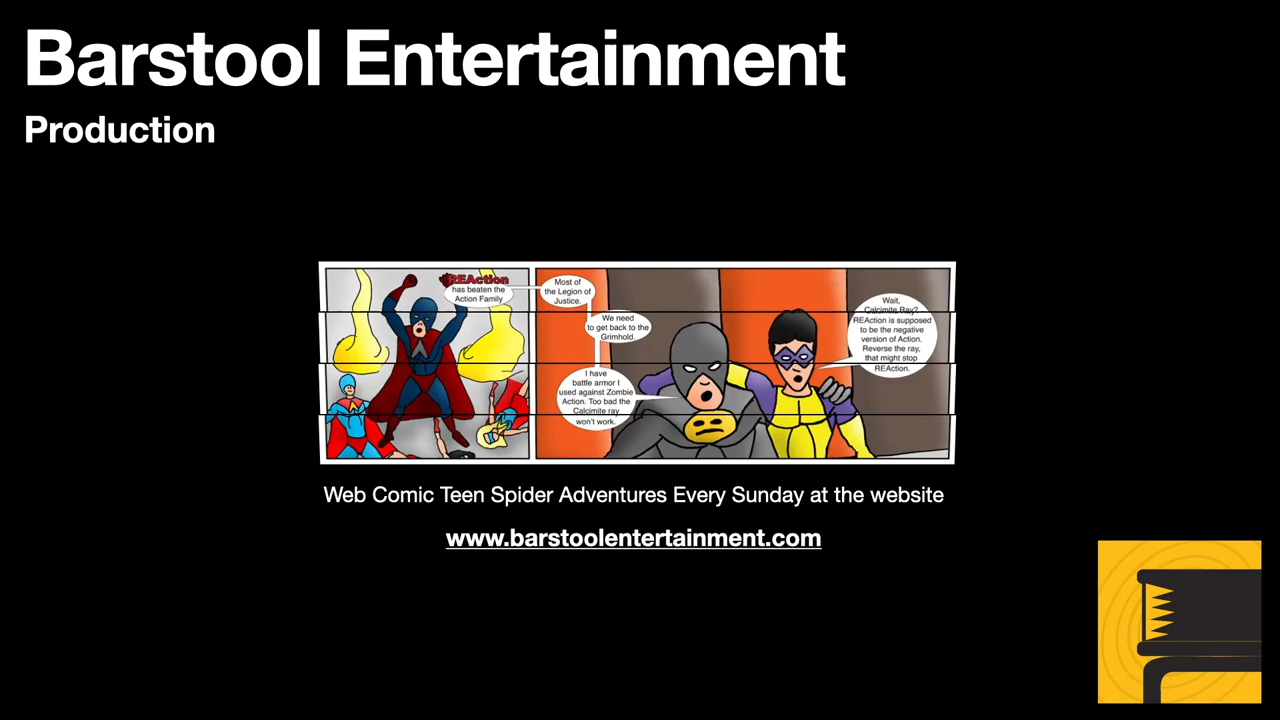 Barstool Entertainment
Production
REAction
has beaten the
Action Family
Most of
the Legion of
Justice.
We need
to get back to the
Grimhold.
I have
battle armor I
used against Zombie
Action. Too bad the
Calcimite ray
won't work.
Wait,
Calcimite Ray?
REAction is supposed
to be the negative
version of Action.
Reverse the ray,
that might stop
REAction.
Web Comic Teen Spider Adventures Every Sunday at the website
www.barstoolentertainment.com